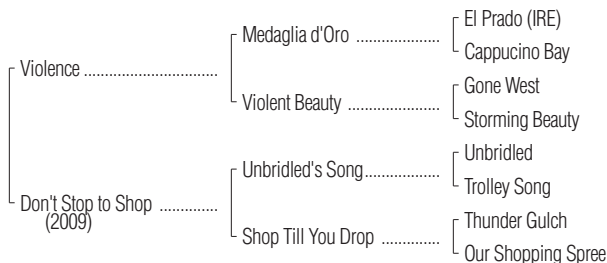 El Prado (IRE)
Medaglia d'Oro ....................
Cappucino Bay
Violence ................................
Gone West
Violent Beauty ......................
Storming Beauty
Unbridled
Unbridled's Song..................
Trolley Song
Don't Stop to Shop ..............
(2009)
Thunder Gulch
Shop Till You Drop ..............
Our Shopping Spree